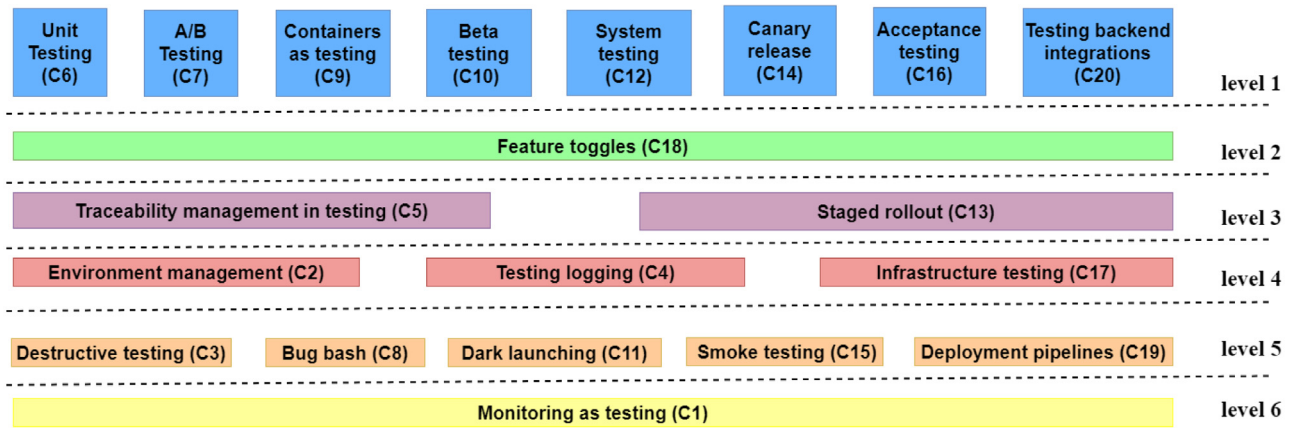 Unit
Testing
(C6)
A/B
Testing
(C7)
Containers
as testing
(C9)
Beta
testing
(C10)
System
testing
(C12)
Canary
release
(C14)
Acceptance
testing
(C16)
Testing backend
integrations
(C20)
level 1
Feature toggles (C18)
level 2
Traceability management in testing (C5)
Staged rollout (C13)
level 3
Environment management (C2)
Testing logging (C4)
Infrastructure testing (C17)
level 4
Destructive testing (C3)
Bug bash (C8)
Dark launching (C11)
Smoke testing (C15)
Deployment pipelines (C19)
level 5
Monitoring as testing (C1)
level 6